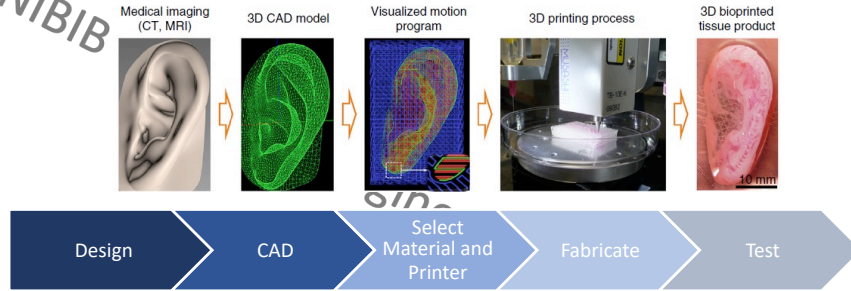 Medical imaging
(CT, MRI)
3D CAD model
Visualized motion
program
3D printing process
3D bioprinted
tissue product
NIBIB
10 mm
Design
CAD
Select
Material and
Printer
Fabricate
Test